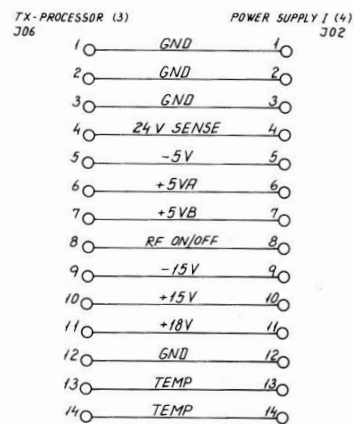 TX-PROCESSOR (3) POWER SUPPLY I (4)
J06 J02
1 GND 1
2 GND 2
3 GND 3
4 24V SENSE 4
5 -5V 5
6 +5VA 6
7 +5VB 7
8 RF ON/OFF 8
9 -15V 9
10 +15V 10
11 +18V 11
12 GND 12
13 TEMP 13
14 TEMP 14